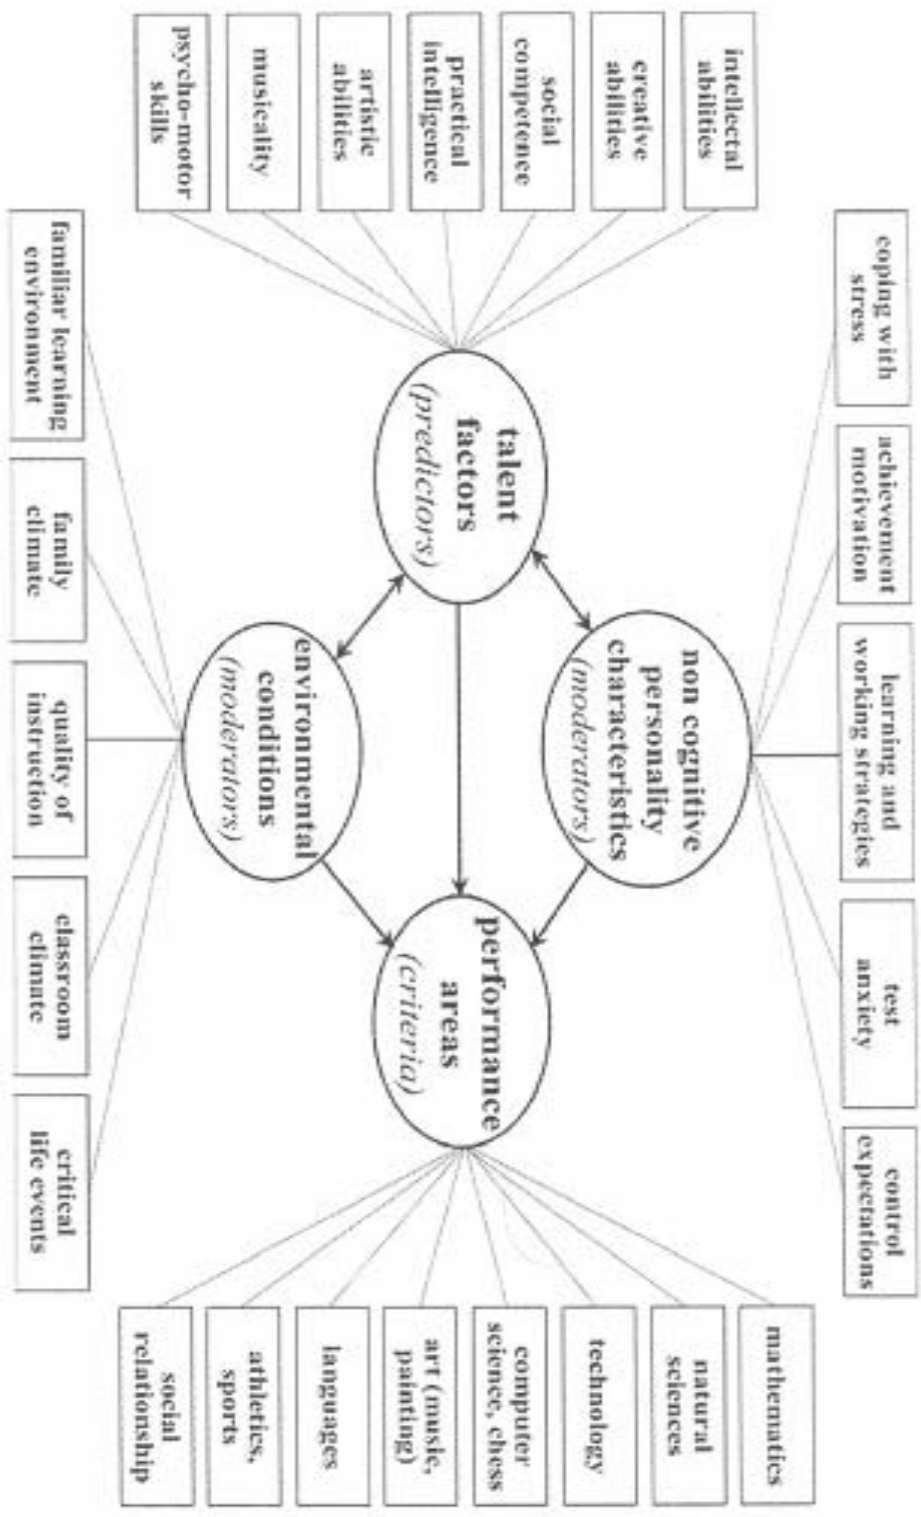 coping with
stress
achievement
motivation
learning and
working strategies
test
anxiety
control
expectations
intellectal
abilities
creative
abilities
social
competence
practical
intelligence
artistic
abilities
musicality
psycho-motor
skills
talent
factors
(predictors)
non cognitive
personality
characteristics
(moderators)
environmental
conditions
(moderators)
performance
areas
(criteria)
mathematics
natural
sciences
technology
computer
science, chess
art (music,
painting)
languages
athletics,
sports
social
relationship
familiar learning
environment
family
climate
quality of
instruction
classroom
climate
critical
life events